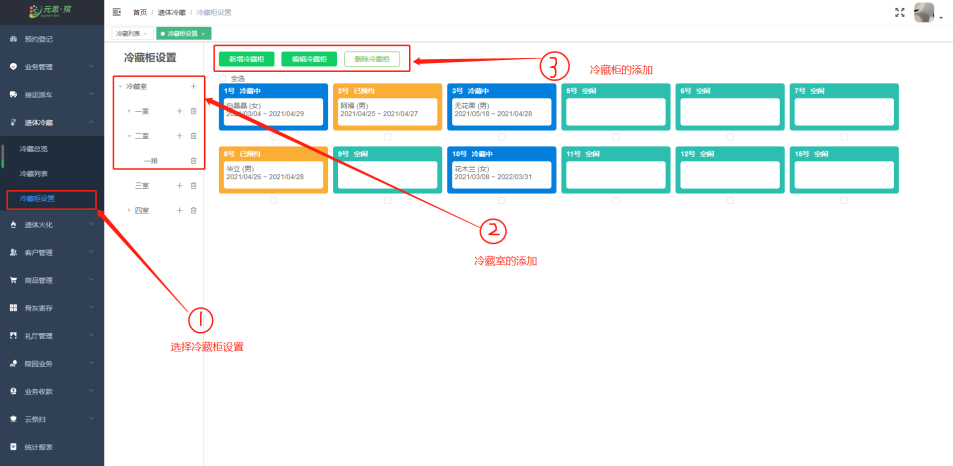 元思·殡
首页 / 遗体冷藏 / 冷藏柜设置
冷藏列表 ×
冷藏柜设置 ×
预约登记
业务管理
接运派车
遗体冷藏
冷藏总览
冷藏列表
冷藏柜设置
遗体火化
客户管理
商品管理
骨灰寄存
礼厅管理
陵园业务
业务收款
云祭扫
统计报表
冷藏柜设置
冷藏室 +
一室 +
二室 +
一排
三室 +
四室 +
新增冷藏柜 编辑冷藏柜 删除冷藏柜
全选
1号 冷藏中
白晶晶 (女)
2021/03/04 ~ 2021/04/29
2号 已预约
阿福 (男)
2021/04/25 ~ 2021/04/27
3号 冷藏中
无花果 (男)
2021/05/18 ~ 2021/04/28
5号 空闲
6号 空闲
7号 空闲
8号 已预约
华立 (男)
2021/04/26 ~ 2021/04/28
9号 空闲
10号 冷藏中
花木兰 (女)
2021/03/08 ~ 2022/03/31
11号 空闲
12号 空闲
15号 空闲
1
选择冷藏柜设置
2
冷藏室的添加
3
冷藏柜的添加